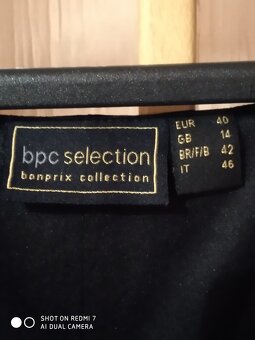 bpc selection
bonprix collection
EUR 40
GB 14
BR/F/B 42
IT 46
SHOT ON REDMI 7
AI DUAL CAMERA